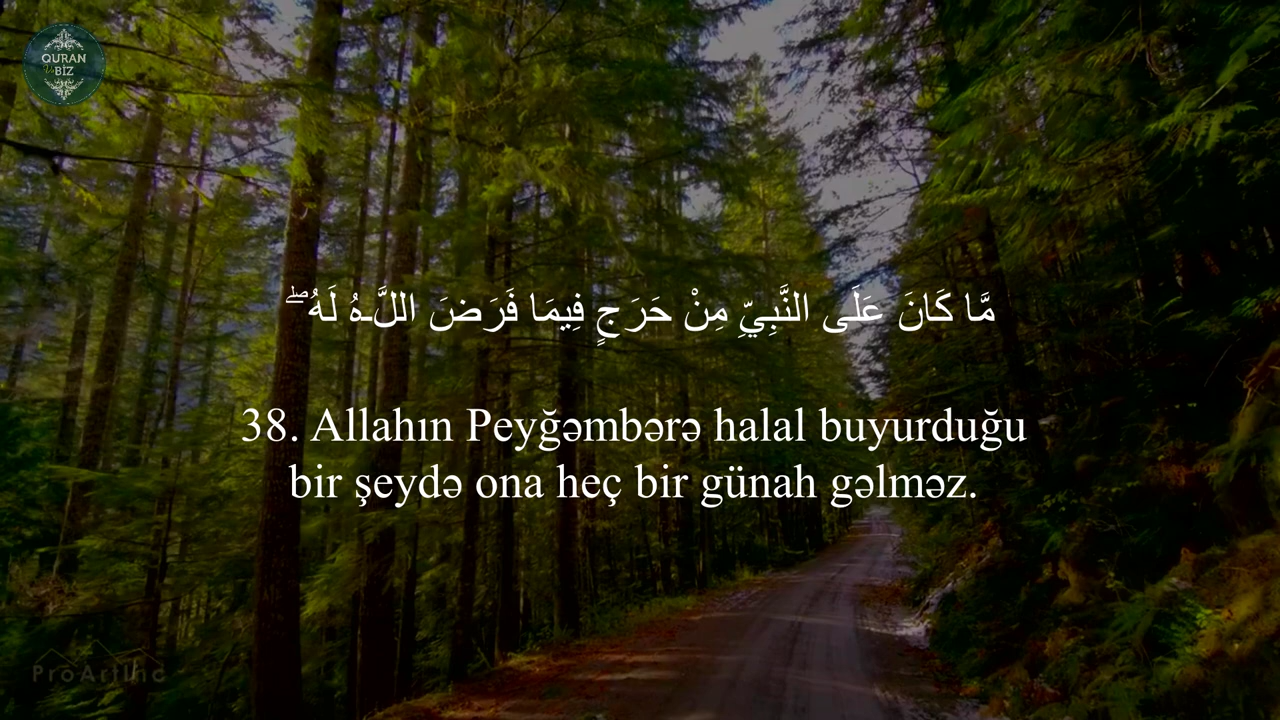 QURAN
Və
BİZ
مَّا كَانَ عَلَى النَّبِيِّ مِنْ حَرَجٍ فِيمَا فَرَضَ اللَّـهُ لَهُ ۖ
38. Allahın Peyğəmbərə halal buyurduğu
bir şeydə ona heç bir günah gəlməz.
ProArtInc